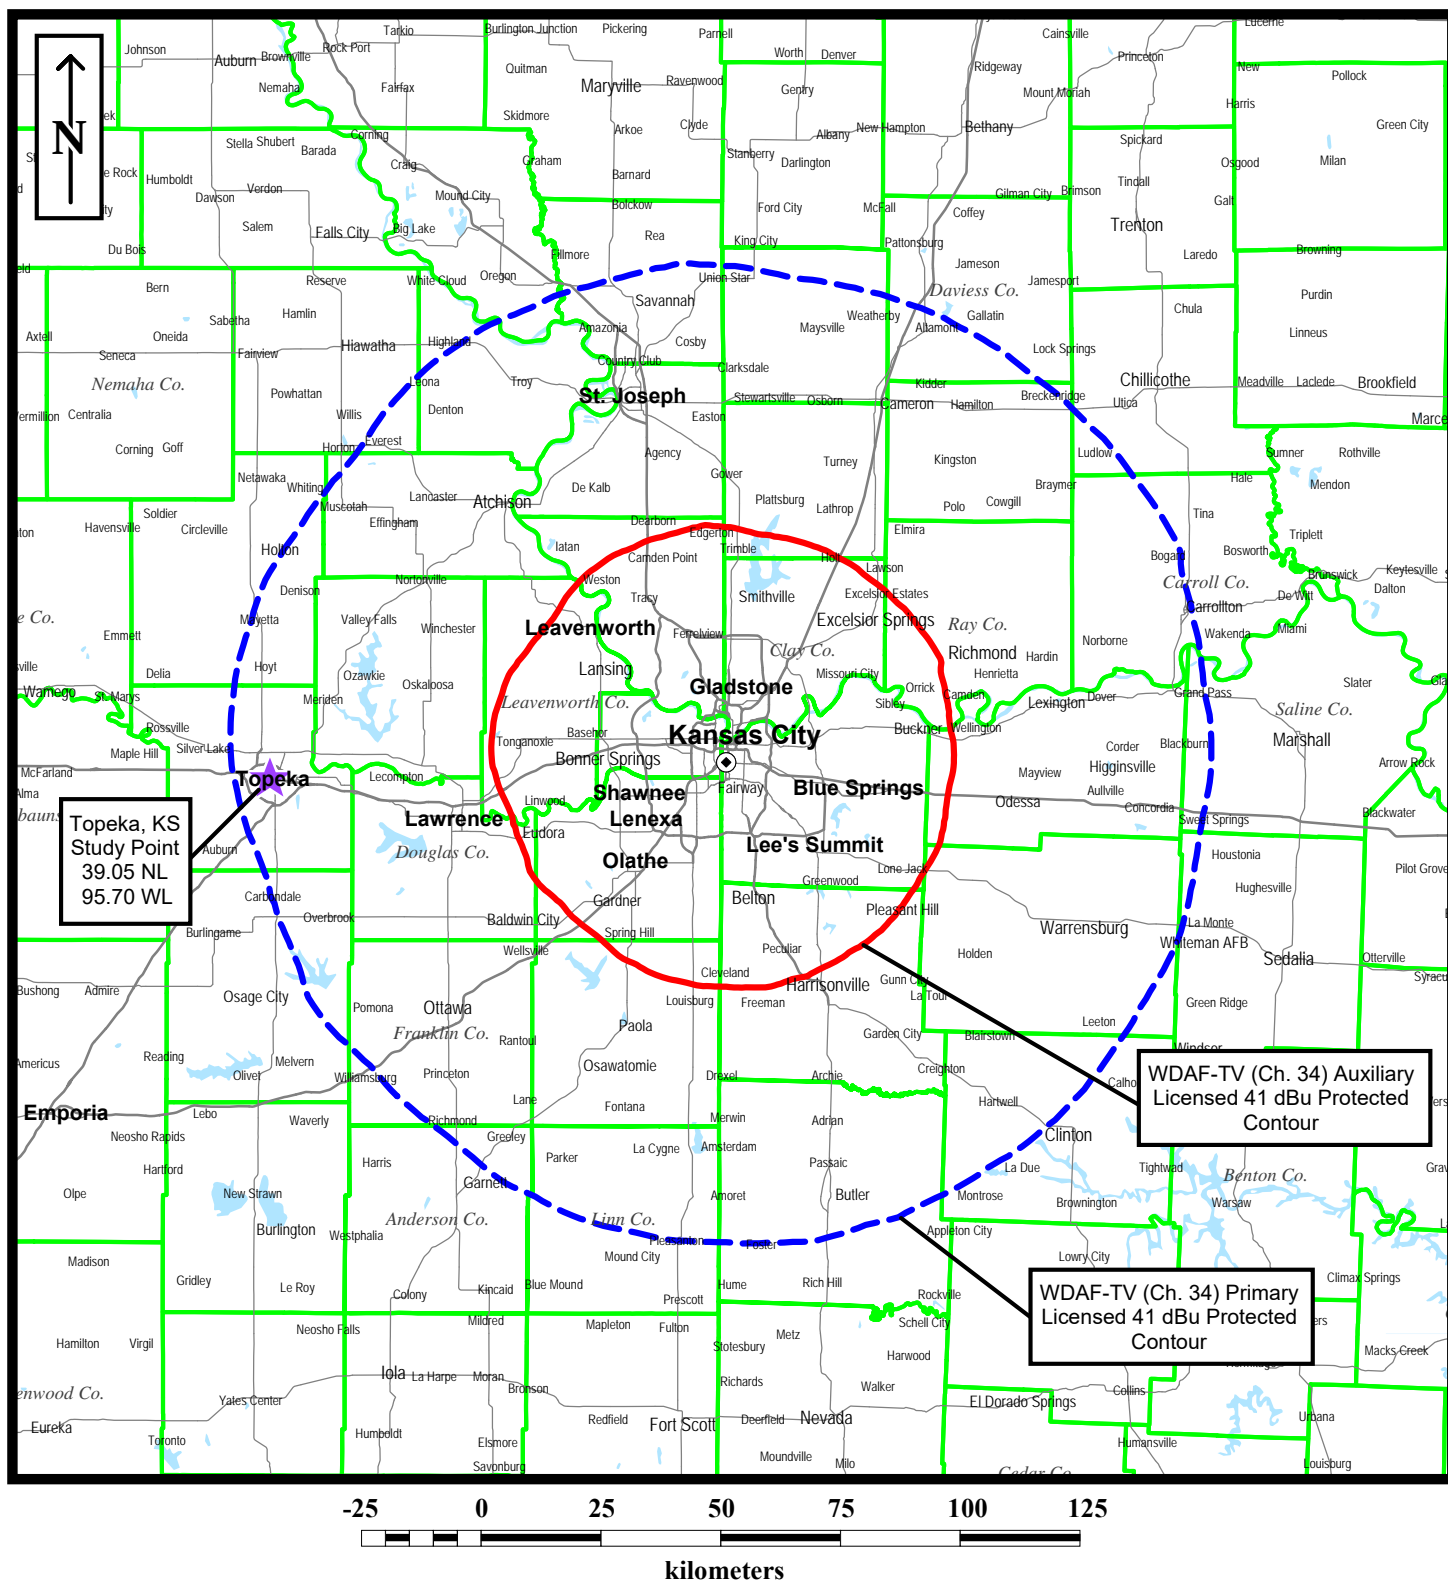 Tarkio
Burlington Junction
Pickering
Parnell
Cainsville
Lucerne
Johnson
Auburn
Brownville
Rock Port
Worth
Denver
Princeton
Quitman
Ridgeway
New
Pollock
Nemaha
Fairfax
Maryville
Ravenwood
Gentry
Mount Moriah
Harris
Skidmore
Arkoe
Clyde
Albany
New Hampton
Bethany
Green City
N
Stella
Shubert
Barada
Corning
Craig
Graham
Stanberry
Darlington
Spickard
Osgood
Milan
e Rock
Humboldt
Verdon
Dawson
Mound City
Barnard
Tindall
Gilman City
Brimson
Galt
Salem
Falls City
Big Lake
Bolckow
Ford City
McFall
Coffey
Trenton
Du Bois
Rea
King City
Pattonsburg
Laredo
Browning
Fillmore
Bern
Reserve
White Cloud
Oregon
Union Star
Jameson
Jamesport
Daviess Co.
Savannah
Purdin
Sabetha
Hamlin
Amazonia
Maysville
Weatherby
Altamont
Gallatin
Chula
Linneus
Axtell
Oneida
Seneca
Fairview
Hiawatha
Highland
Cosby
Country Club
Clarksdale
Lock Springs
Nemaha Co.
Powhattan
Leona
Troy
St. Joseph
Stewartsville
Osborn
Kidder
Cameron
Hamilton
Breckenridge
Chillicothe
Utica
Meadville
Laclede
Brookfield
Marce
Vermillion
Centralia
Willis
Denton
Easton
Corning
Goff
Horton
Everest
Agency
Gower
Turney
Kingston
Ludlow
Sumner
Rothville
Netawaka
Whiting
Muscotah
Lancaster
Atchison
De Kalb
Plattsburg
Lathrop
Polo
Cowgill
Braymer
Hale
Mendon
Soldier
Havensville
Circleville
Effingham
Dearborn
Edgerton
Elmira
Tina
Triplett
Holton
Iatan
Camden Point
Trimble
Holt
Lawson
Bogard
Bosworth
Brunswick
Keytesville
Denison
Nortonville
Weston
Tracy
Smithville
Excelsior Estates
Carroll Co.
Carrollton
De Witt
Dalton
Mayetta
Valley Falls
Winchester
Leavenworth
Ferrelview
Excelsior Springs
Ray Co.
Norborne
Wakenda
Miami
e Co.
Emmett
Clay Co.
Richmond
Hardin
Hoyt
Delia
Ozawkie
Oskaloosa
Lansing
Missouri City
Henrietta
Wamego
St. Marys
Meriden
Leavenworth Co.
Gladstone
Orrick
Sibley
Camden
Lexington
Dover
Grand Pass
Slater
Saline Co.
Rossville
Silver Lake
Maple Hill
Tonganoxie
Basehor
Kansas City
Buckner
Wellington
Corder
Blackburn
Marshall
McFarland
Topeka
Lecompton
Bonner Springs
Fairway
Mayview
Higginsville
Aullville
Arrow Rock
Alma
Linwood
Shawnee
Blue Springs
Odessa
Concordia
Sweet Springs
Blackwater
Topeka, KS
Study Point
39.05 NL
95.70 WL
Auburn
Lawrence
Eudora
Lenexa
Lee's Summit
Douglas Co.
Olathe
Lone Jack
Houstonia
Pilot Grove
Carbondale
Greenwood
Hughesville
Overbrook
Baldwin City
Gardner
Belton
Pleasant Hill
Warrensburg
La Monte
Burlingame
Spring Hill
Whiteman AFB
Wellsville
Peculiar
Holden
Sedalia
Otterville
Syracu
Bushong
Admire
Osage City
Cleveland
Harrisonville
Gunn City
La Tour
Pomona
Ottawa
Louisburg
Freeman
Green Ridge
Franklin Co.
Rantoul
Paola
Garden City
Blairstown
Leeton
Windsor
Americus
Reading
Melvern
Olivet
Williamsburg
Princeton
Osawatomie
Drexel
Archie
Creighton
Calho
WDAF-TV (Ch. 34) Auxiliary
Licensed 41 dBu Protected
Contour
Emporia
Lebo
Waverly
Richmond
Lane
Fontana
Merwin
Adrian
Hartwell
Neosho Rapids
Greeley
Clinton
Hartford
Harris
Parker
La Cygne
Amsterdam
Passaic
La Due
Tightwad
Benton Co.
Olpe
New Strawn
Garnett
Amoret
Butler
Montrose
Brownington
Warsaw
Burlington
Westphalia
Anderson Co.
Linn Co.
Pleasanton
Foster
Appleton City
Madison
Mound City
Lowry City
Gridley
Le Roy
Colony
Kincaid
Blue Mound
Prescott
Hume
Rich Hill
Rockville
Climax Springs
WDAF-TV (Ch. 34) Primary
Licensed 41 dBu Protected
Contour
Hamilton
Virgil
Neosho Falls
Mildred
Mapleton
Fulton
Stotesbury
Metz
Schell City
Harwood
Macks Creek
Iola
La Harpe
Moran
Bronson
Richards
Walker
Collins
enwood Co.
Yates Center
El Dorado Springs
Eureka
Toronto
Humboldt
Elsmore
Redfield
Fort Scott
Deerfield
Nevada
Urbana
Humansville
Savonburg
Moundville
Milo
Cedar Co.
Louisburg
-25 0 25 50 75 100 125
kilometers